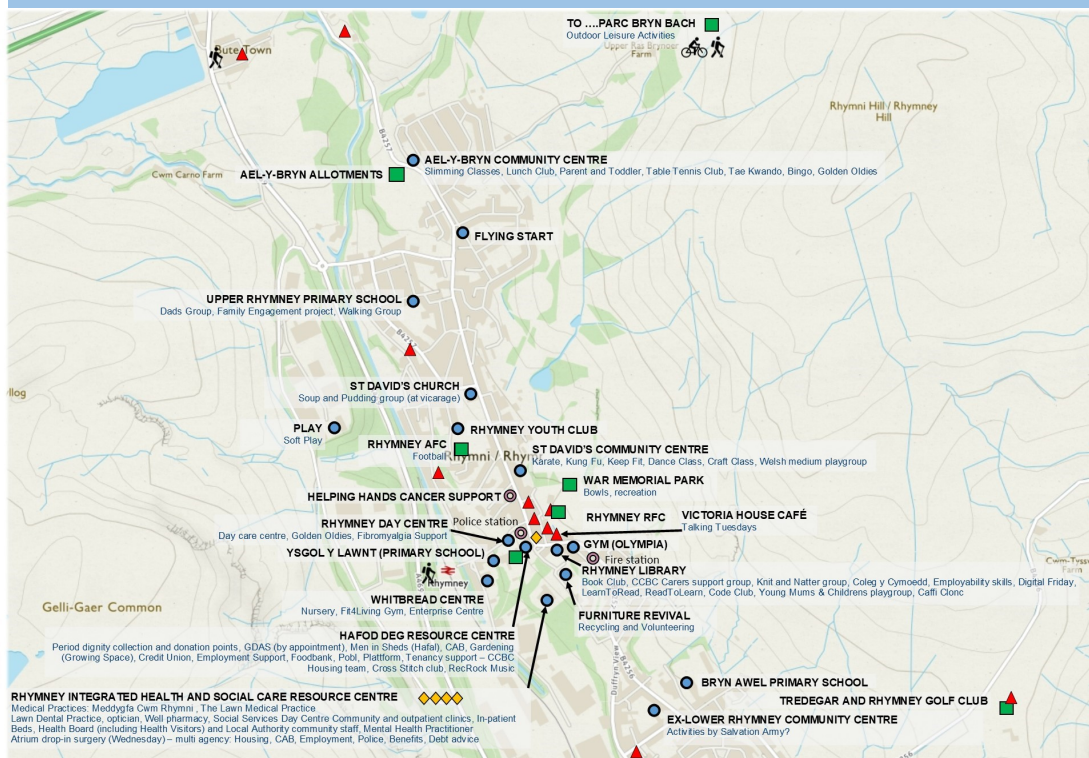 TO ....PARC BRYN BACH
Outdoor Leisure Activities
Upper Ras Bryncer
Farm
Bute Town
Rhymni Hill / Rhymney
Hill
B4257
AEL-Y-BRYN COMMUNITY CENTRE
Slimming Classes, Lunch Club, Parent and Toddler, Table Tennis Club, Tae Kwando, Bingo, Golden Oldies
Cwm Carno Farm
AEL-Y-BRYN ALLOTMENTS
FLYING START
UPPER RHYMNEY PRIMARY SCHOOL
Dads Group, Family Engagement project, Walking Group
B4257
ST DAVID'S CHURCH
Soup and Pudding group (at vicarage)
llog
PLAY
Soft Play
RHYMNEY YOUTH CLUB
RHYMNEY AFC
Football
Rhymni / Rhyn
ST DAVID'S COMMUNITY CENTRE
Karate, Kung Fu, Keep Fit, Dance Class, Craft Class, Welsh medium playgroup
WAR MEMORIAL PARK
Bowls, recreation
HELPING HANDS CANCER SUPPORT
RHYMNEY RFC
VICTORIA HOUSE CAFÉ
Talking Tuesdays
RHYMNEY DAY CENTRE
Day care centre, Golden Oldies, Fibromyalgia Support
Police station
YSGOL Y LAWNT (PRIMARY SCHOOL)
GYM (OLYMPIA)
Fire station
Rhymney
RHYMNEY LIBRARY
Book Club, CCBC Carers support group, Knit and Natter group, Coleg y Cymoedd, Employability skills, Digital Friday,
LearnToRead, ReadToLearn, Code Club, Young Mums & Childrens playgroup, Caffi Clonc
Cwm-Tyss
Farm
WHITBREAD CENTRE
Nursery, Fit4Living Gym, Enterprise Centre
Gelli-Gaer Common
FURNITURE REVIVAL
Recycling and Volunteering
HAFOD DEG RESOURCE CENTRE
Period dignity collection and donation points, GDAS (by appointment), Men in Sheds (Hafal), CAB, Gardening
(Growing Space), Credit Union, Employment Support, Foodbank, Pobl, Plattform, Tenancy support – CCBC
Housing team, Cross Stitch club, RecRock Music
Duffryn View
B4256
BRYN AWEL PRIMARY SCHOOL
TREDEGAR AND RHYMNEY GOLF CLUB
EX-LOWER RHYMNEY COMMUNITY CENTRE
Activities by Salvation Army?
RHYMNEY INTEGRATED HEALTH AND SOCIAL CARE RESOURCE CENTRE
Medical Practices: Meddygfa Cwm Rhymni , The Lawn Medical Practice
Lawn Dental Practice, optician, Well pharmacy, Social Services Day Centre Community and outpatient clinics, In-patient
Beds, Health Board (including Health Visitors) and Local Authority community staff, Mental Health Practitioner
Atrium drop-in surgery (Wednesday) – multi agency: Housing, CAB, Employment, Police, Benefits, Debt advice